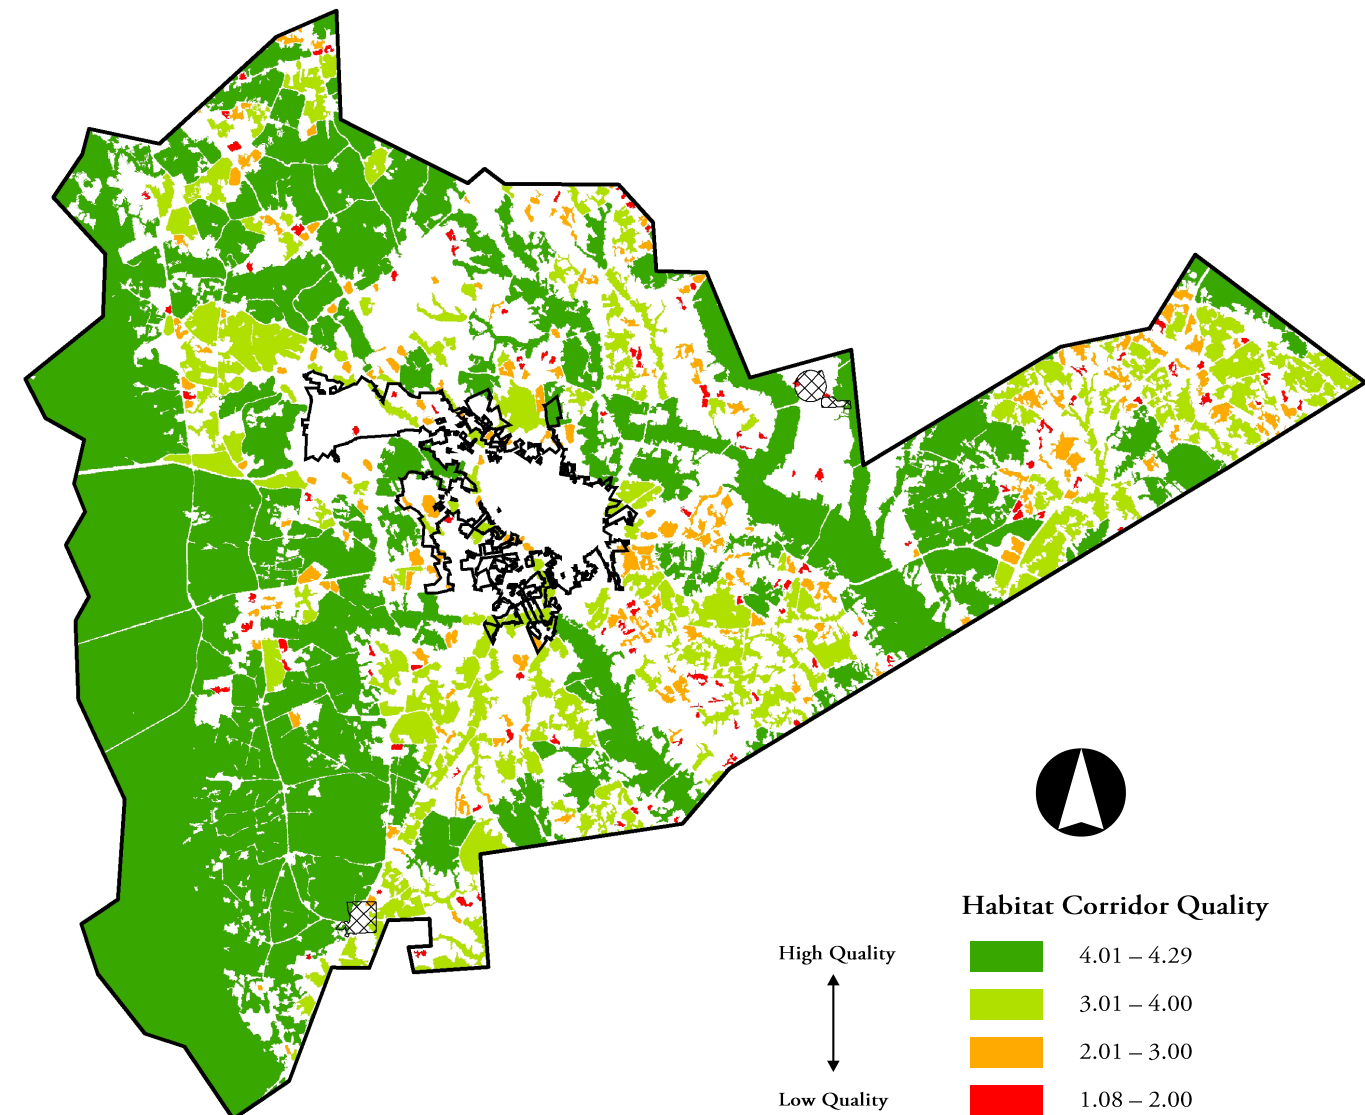 Habitat Corridor Quality
High Quality
4.01 – 4.29
3.01 – 4.00
2.01 – 3.00
Low Quality
1.08 – 2.00